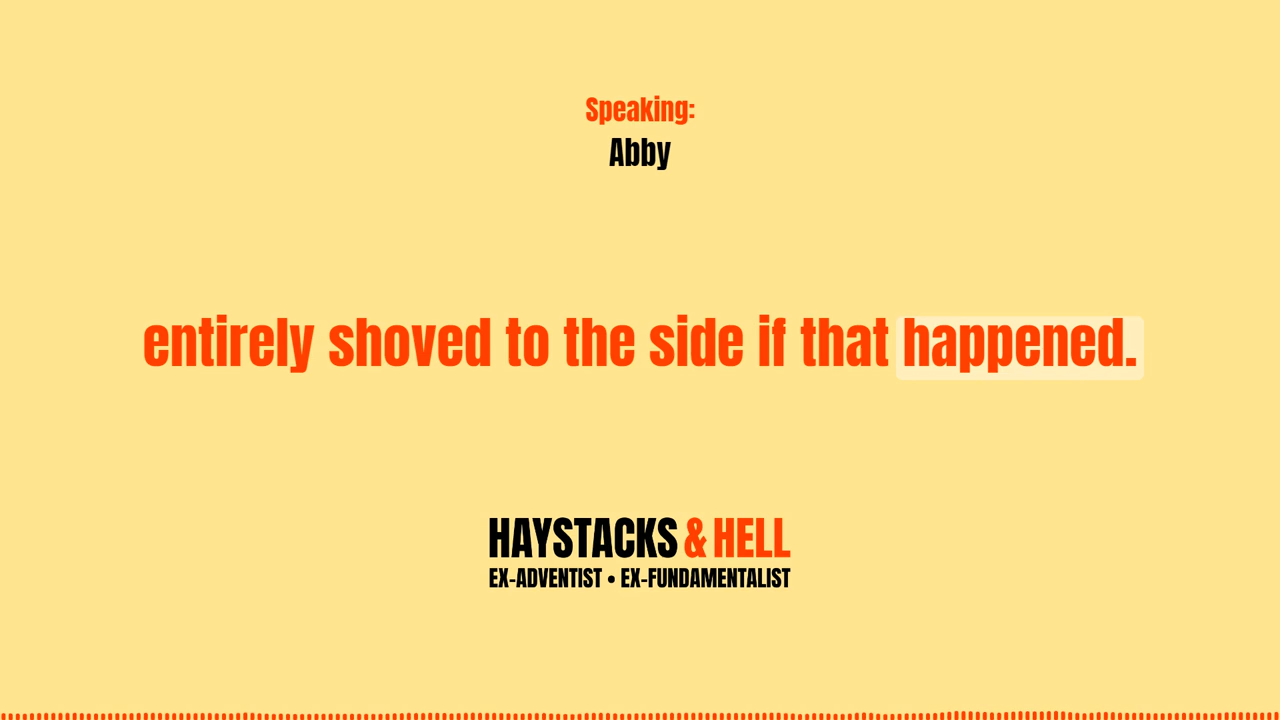 Speaking:
Abby
entirely shoved to the side if that happened.
HAYSTACKS & HELL
EX-ADVENTIST • EX-FUNDAMENTALIST